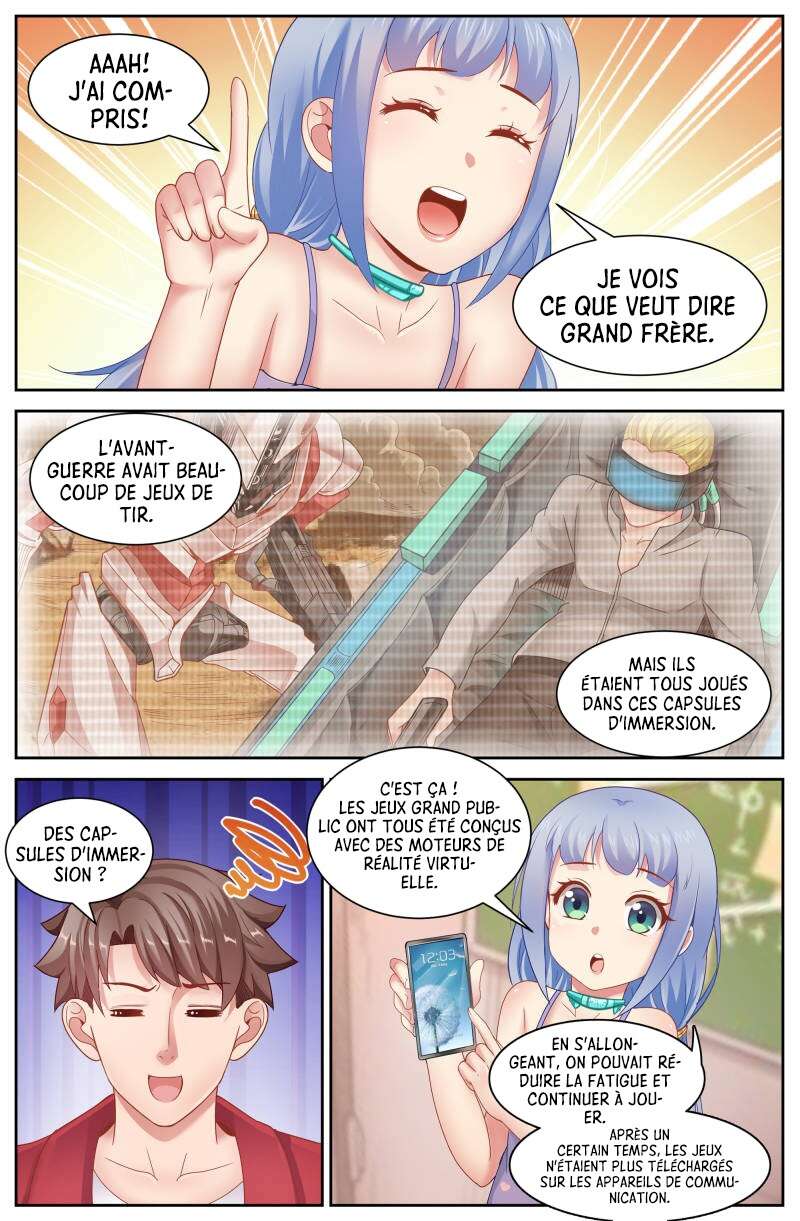 AAAH!
J'AI COM-
PRIS!
JE VOIS
CE QUE VEUT DIRE
GRAND FRÈRE.
L'AVANT-
GUERRE AVAIT BEAU-
COUP DE JEUX DE
TIR.
MAIS ILS
ÉTAIENT TOUS JOUÉS
DANS CES CAPSULES
D'IMMERSION.
DES CAP-
SULES D'IMMER-
SION ?
C'EST ÇA !
LES JEUX GRAND PUB-
LIC ONT TOUS ÉTÉ CONÇUS
AVEC DES MOTEURS DE
RÉALITÉ VIRTU-
ELLE.
12:03
EN S'ALLON-
GEANT, ON POUVAIT RÉ-
DUIRE LA FATIGUE ET
CONTINUER À JOU-
ER.
APRÈS UN
CERTAIN TEMPS, LES JEUX
N'ÉTAIENT PLUS TÉLÉCHARGÉS
SUR LES APPAREILS DE COMMU-
NICATION.